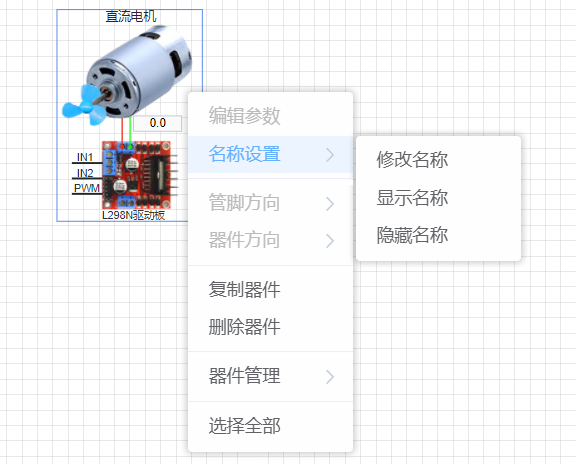 直流电机
0.0
IN1
IN2
PWM
L298N驱动板
编辑参数
名称设置
管脚方向
器件方向
复制器件
删除器件
器件管理
选择全部
修改名称
显示名称
隐藏名称